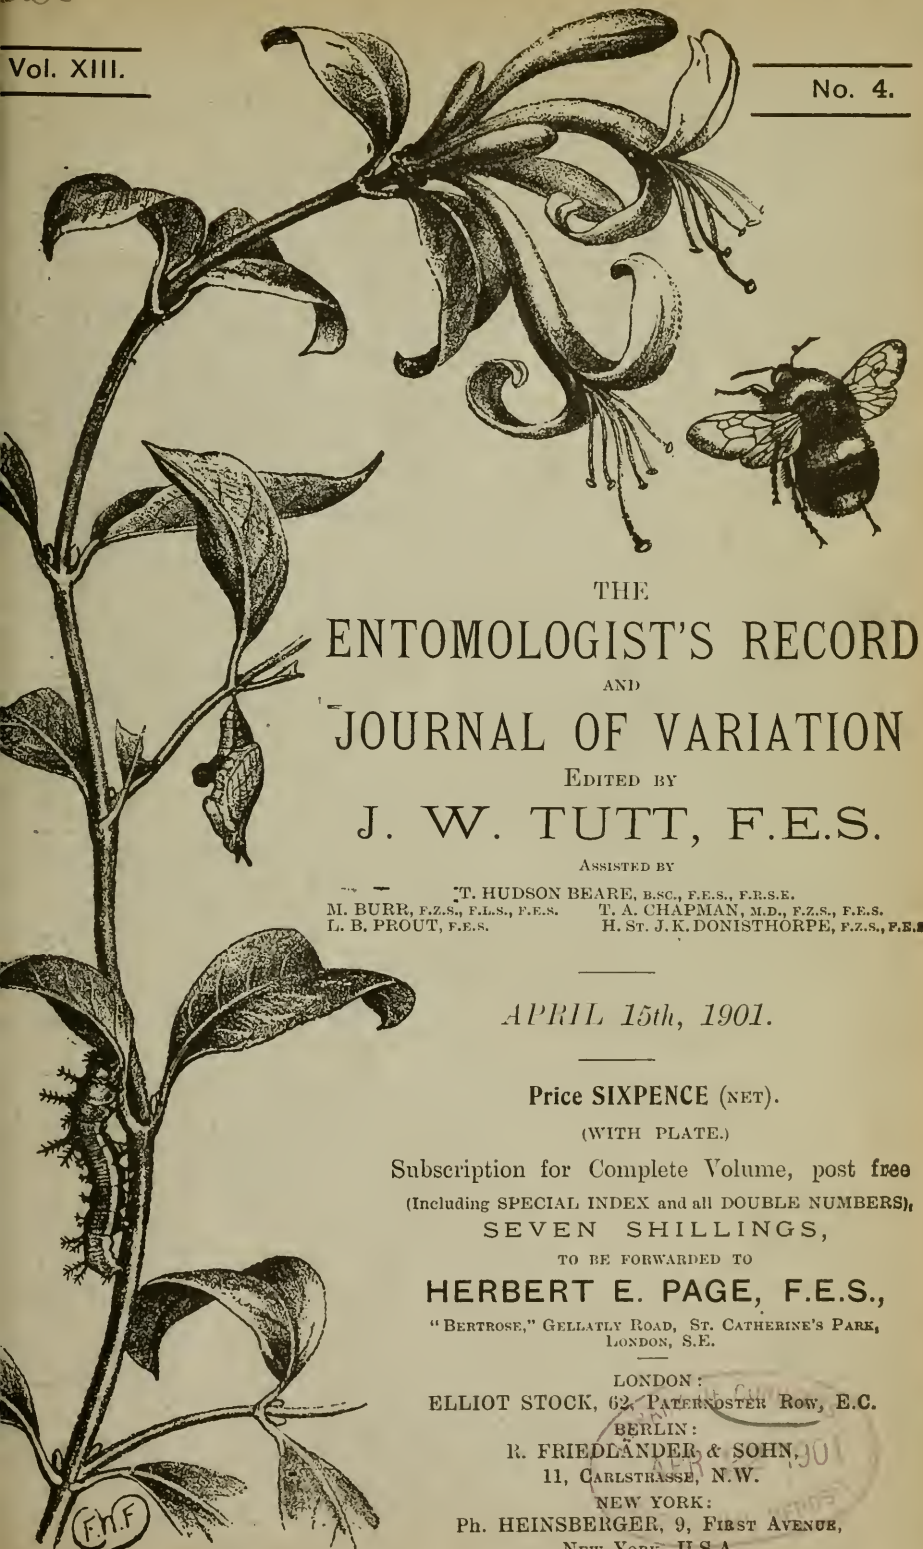 Vol. XIII.
No. 4.
THE
ENTOMOLOGIST'S RECORD
AND
JOURNAL OF VARIATION
EDITED BY
J. W. TUTT, F.E.S.
ASSISTED BY
T. HUDSON BEARE, B.SC., F.E.S., F.R.S.E.
M. BURR, F.Z.S., F.L.S., F.E.S. T. A. CHAPMAN, M.D., F.Z.S., F.E.S.
L. B. PROUT, F.E.S. H. ST. J. K. DONISTHORPE, F.Z.S., F.E.S
APRIL 15th, 1901.
Price SIXPENCE (NET).
(WITH PLATE.)
Subscription for Complete Volume, post free
(Including SPECIAL INDEX and all DOUBLE NUMBERS),
SEVEN SHILLINGS,
TO BE FORWARDED TO
HERBERT E. PAGE, F.E.S.,
"BERTROSE," GELLATLY ROAD, ST. CATHERINE'S PARK,
LONDON, S.E.
LONDON:
ELLIOT STOCK, 62, PATERNOSTER ROW, E.C.
BERLIN:
R. FRIEDLÄNDER & SOHN,
11, CARLSTRASSE, N.W.
NEW YORK:
Ph. HEINSBERGER, 9, FIRST AVENUE,
NEW YORK, U.S.A.
F.W.F